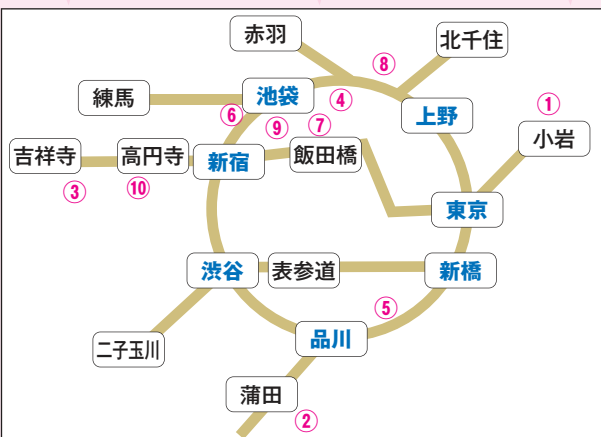 赤羽
⑧
北千住
練馬
池袋
④
⑥
上野
①
⑨
⑦
小岩
吉祥寺
高円寺
新宿
飯田橋
③
⑩
東京
渋谷
表参道
新橋
⑤
品川
二子玉川
蒲田
②